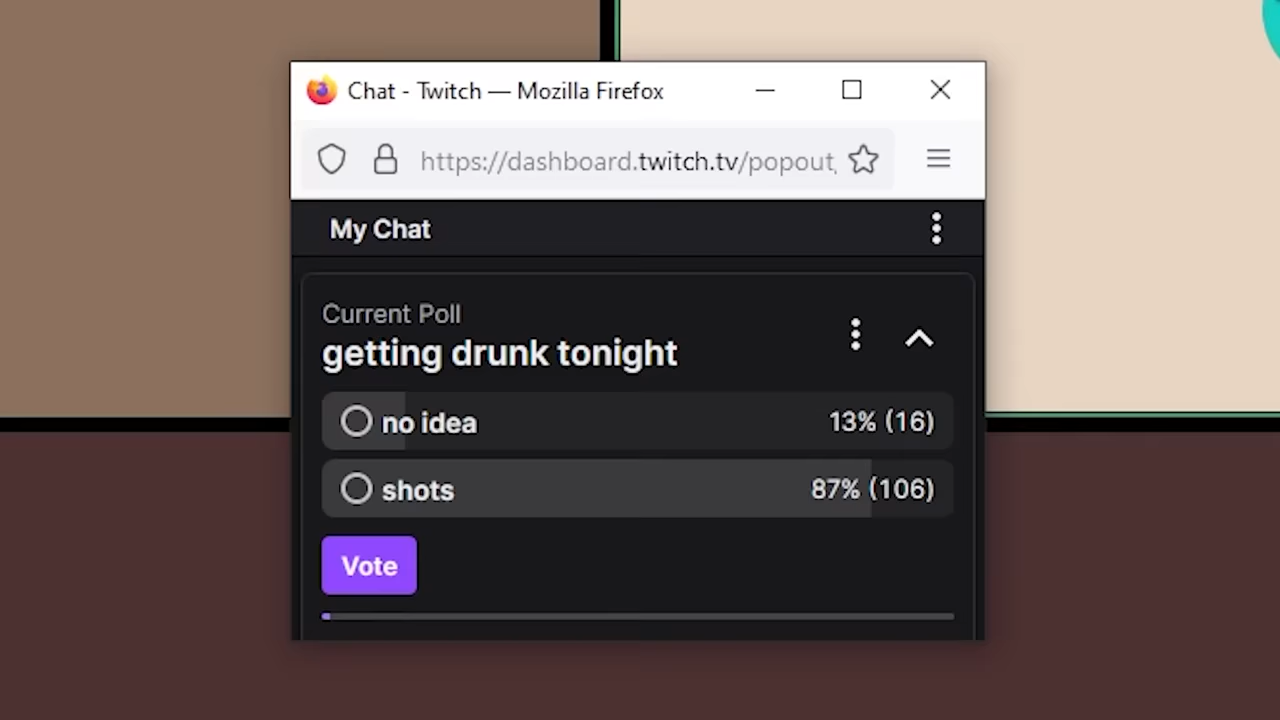 Chat - Twitch — Mozilla Firefox
https://dashboard.twitch.tv/popout
My Chat
Current Poll
getting drunk tonight
no idea 13% (16)
shots 87% (106)
Vote